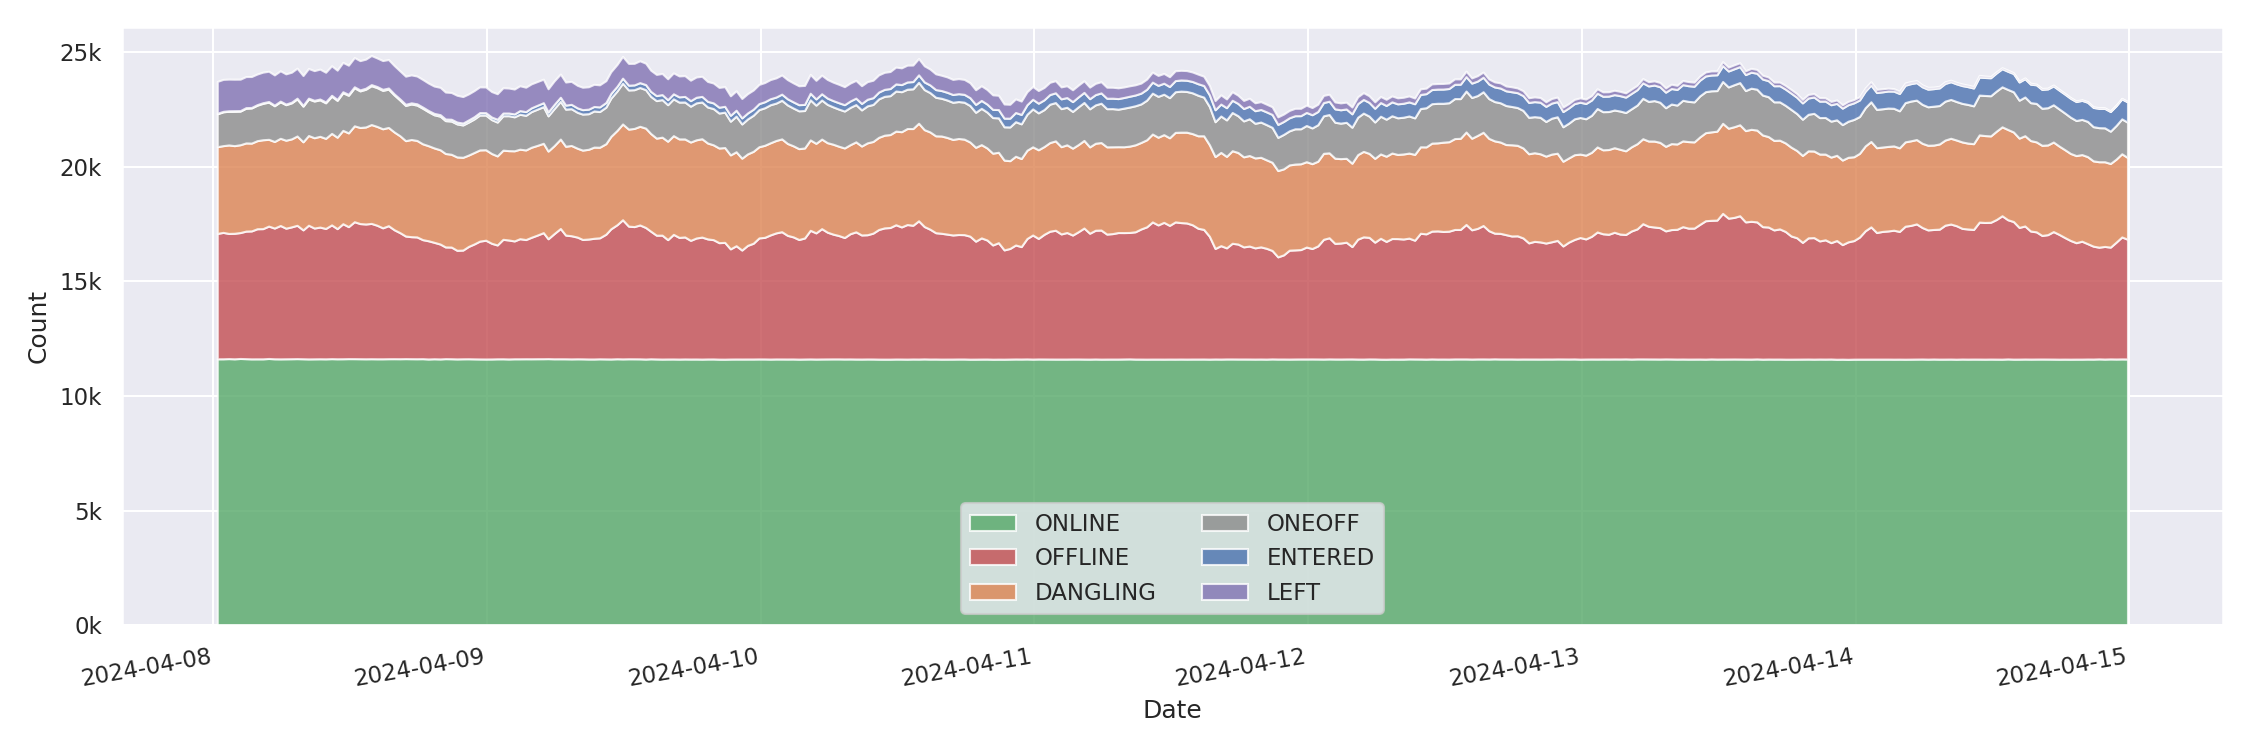 25k
20k
15k
10k
5k
0k
Count
ONLINE
OFFLINE
DANGLING
ONEOFF
ENTERED
LEFT
2024-04-08
2024-04-09
2024-04-10
2024-04-11
2024-04-12
2024-04-13
2024-04-14
2024-04-15
Date